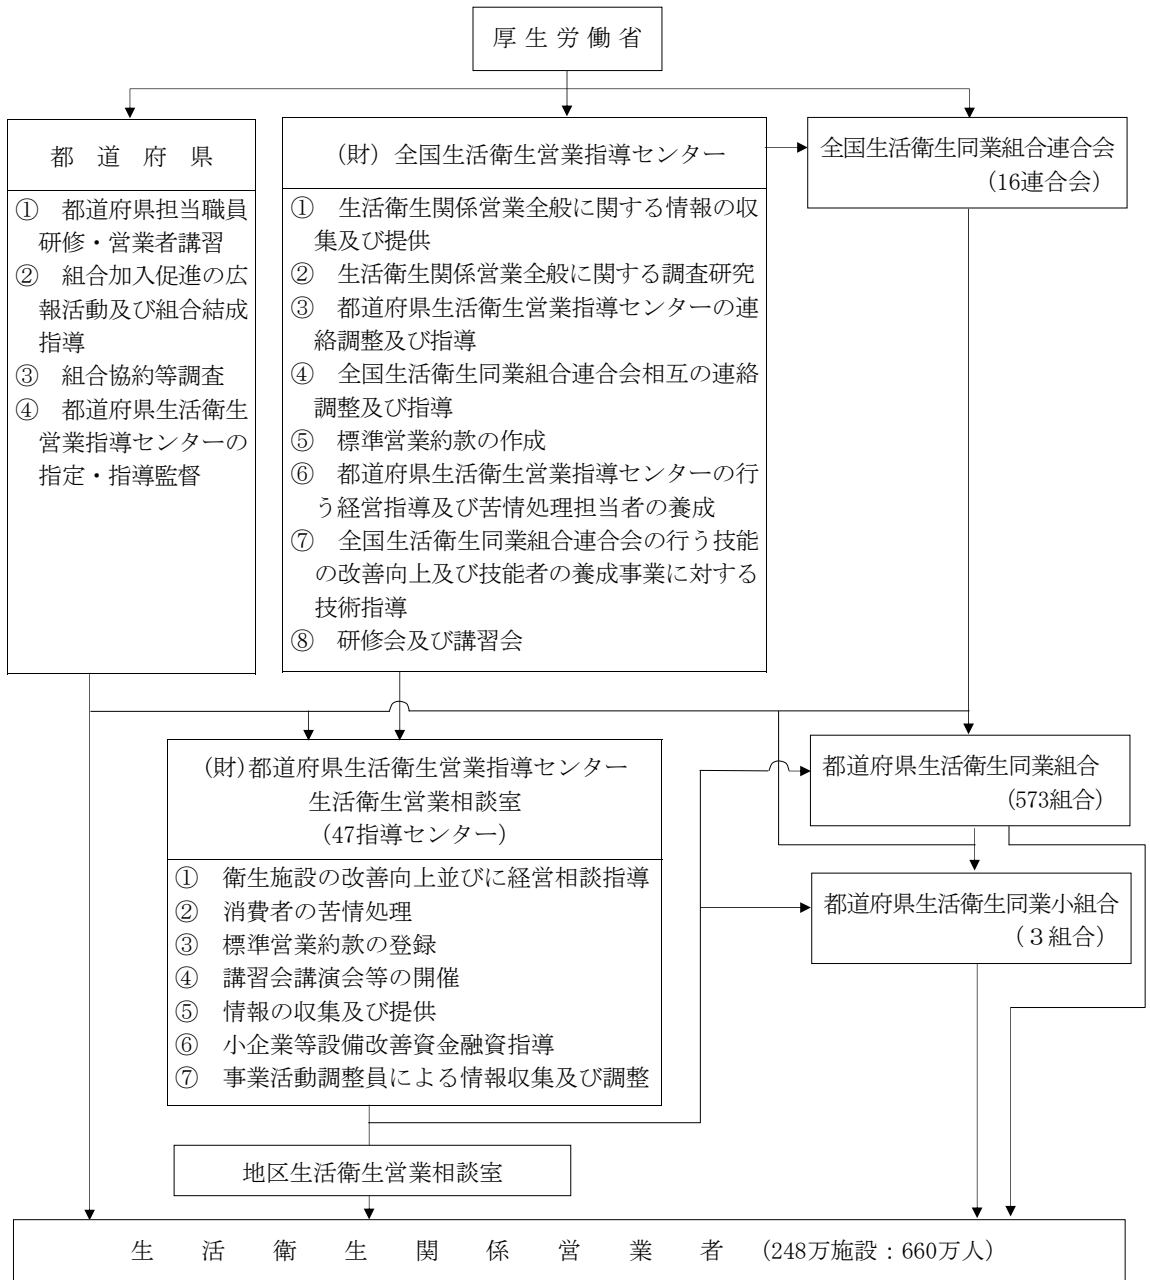 厚生労働省
都道府県
① 都道府県担当職員
研修・営業者講習
② 組合加入促進の広
報活動及び組合結成
指導
③ 組合協約等調査
④ 都道府県生活衛生
営業指導センターの
指定・指導監督
(財) 全国生活衛生営業指導センター
① 生活衛生関係営業全般に関する情報の収
集及び提供
② 生活衛生関係営業全般に関する調査研究
③ 都道府県生活衛生営業指導センターの連
絡調整及び指導
④ 全国生活衛生同業組合連合会相互の連絡
調整及び指導
⑤ 標準営業約款の作成
⑥ 都道府県生活衛生営業指導センターの行
う経営指導及び苦情処理担当者の養成
⑦ 全国生活衛生同業組合連合会の行う技能
の改善向上及び技能者の養成事業に対する
技術指導
⑧ 研修会及び講習会
全国生活衛生同業組合連合会
(16連合会)
(財)都道府県生活衛生営業指導センター
生活衛生営業相談室
(47指導センター)
① 衛生施設の改善向上並びに経営相談指導
② 消費者の苦情処理
③ 標準営業約款の登録
④ 講習会講演会等の開催
⑤ 情報の収集及び提供
⑥ 小企業等設備改善資金融資指導
⑦ 事業活動調整員による情報収集及び調整
都道府県生活衛生同業組合
(573組合)
都道府県生活衛生同業小組合
(3組合)
地区生活衛生営業相談室
生活衛生関係営業者 (248万施設：660万人)